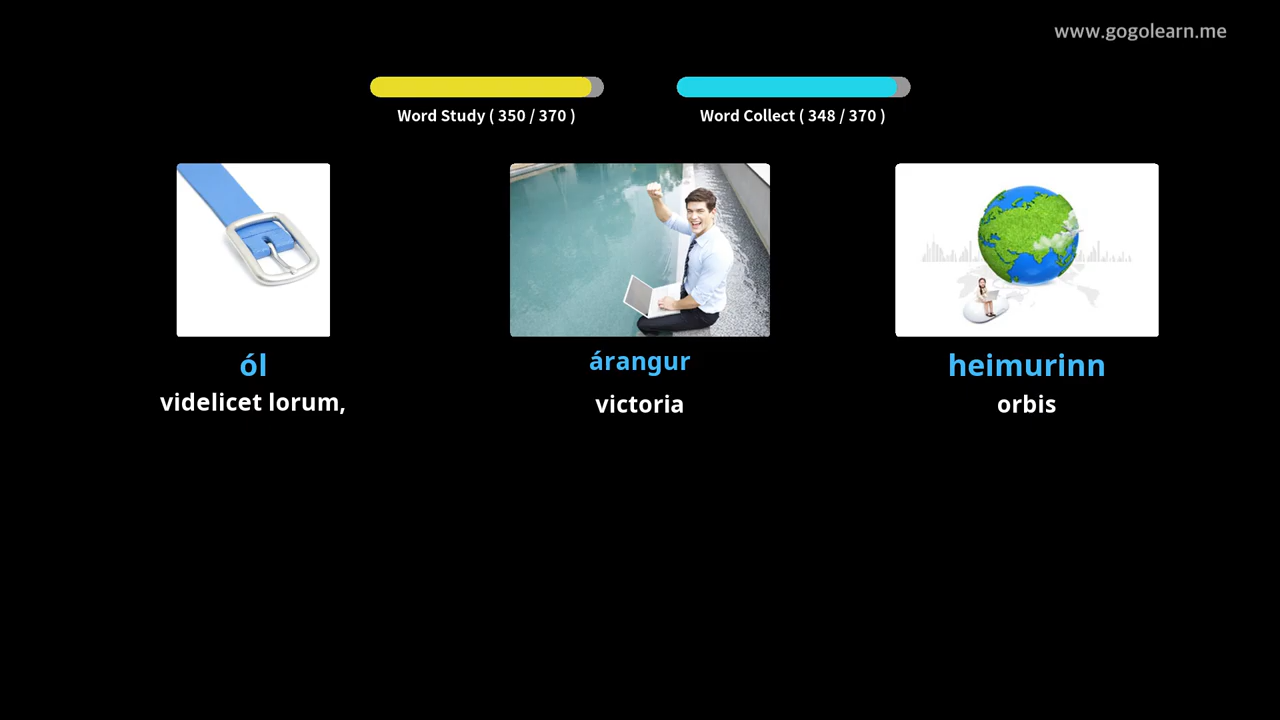 www.gogolearn.me
Word Study ( 350 / 370 )
Word Collect ( 348 / 370 )
ól
árangur
heimurinn
videlicet lorum,
victoria
orbis